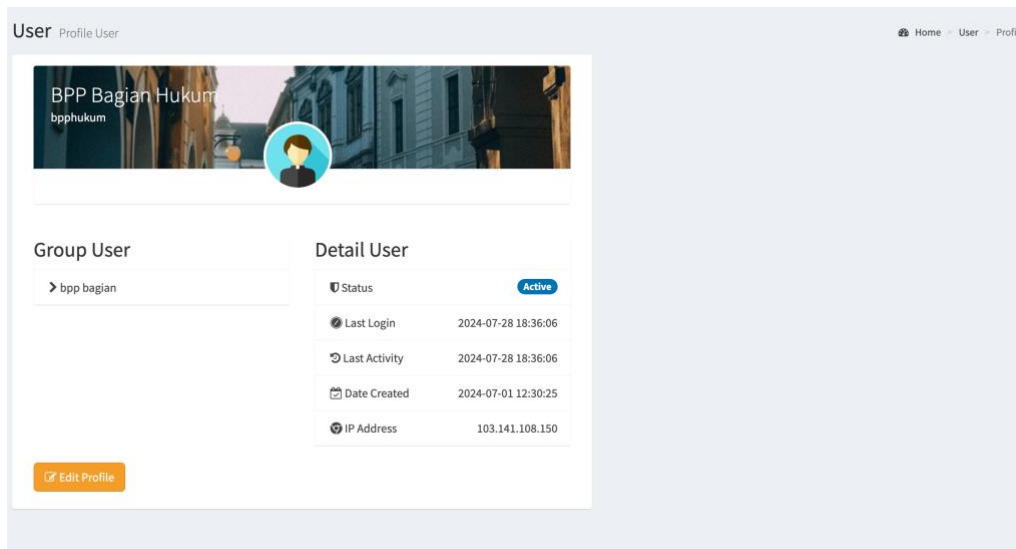 User Profile User
Home > User > Profi
BPP Bagian Hukum
bpphukum
Group User
bpp bagian
Detail User
Status Active
Last Login 2024-07-28 18:36:06
Last Activity 2024-07-28 18:36:06
Date Created 2024-07-01 12:30:25
IP Address 103.141.108.150
Edit Profile